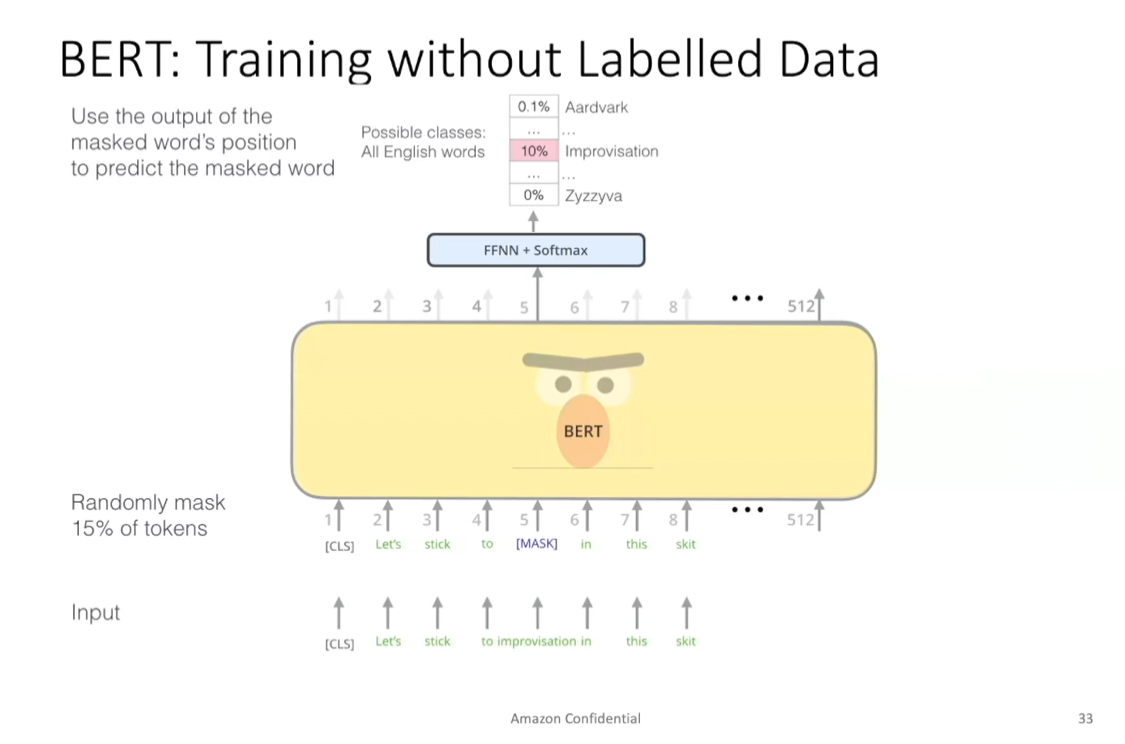 BERT: Training without Labelled Data
Use the output of the
masked word's position
to predict the masked word
Possible classes:
All English words
0.1% Aardvark
... ...
10% Improvisation
... ...
0% Zyzzyva
FFNN + Softmax
1 2 3 4 5 6 7 8 ••• 512
BERT
Randomly mask
15% of tokens
1 2 3 4 5 6 7 8 ••• 512
[CLS] Let's stick to [MASK] in this skit
Input
[CLS] Let's stick to improvisation in this skit
Amazon Confidential
33